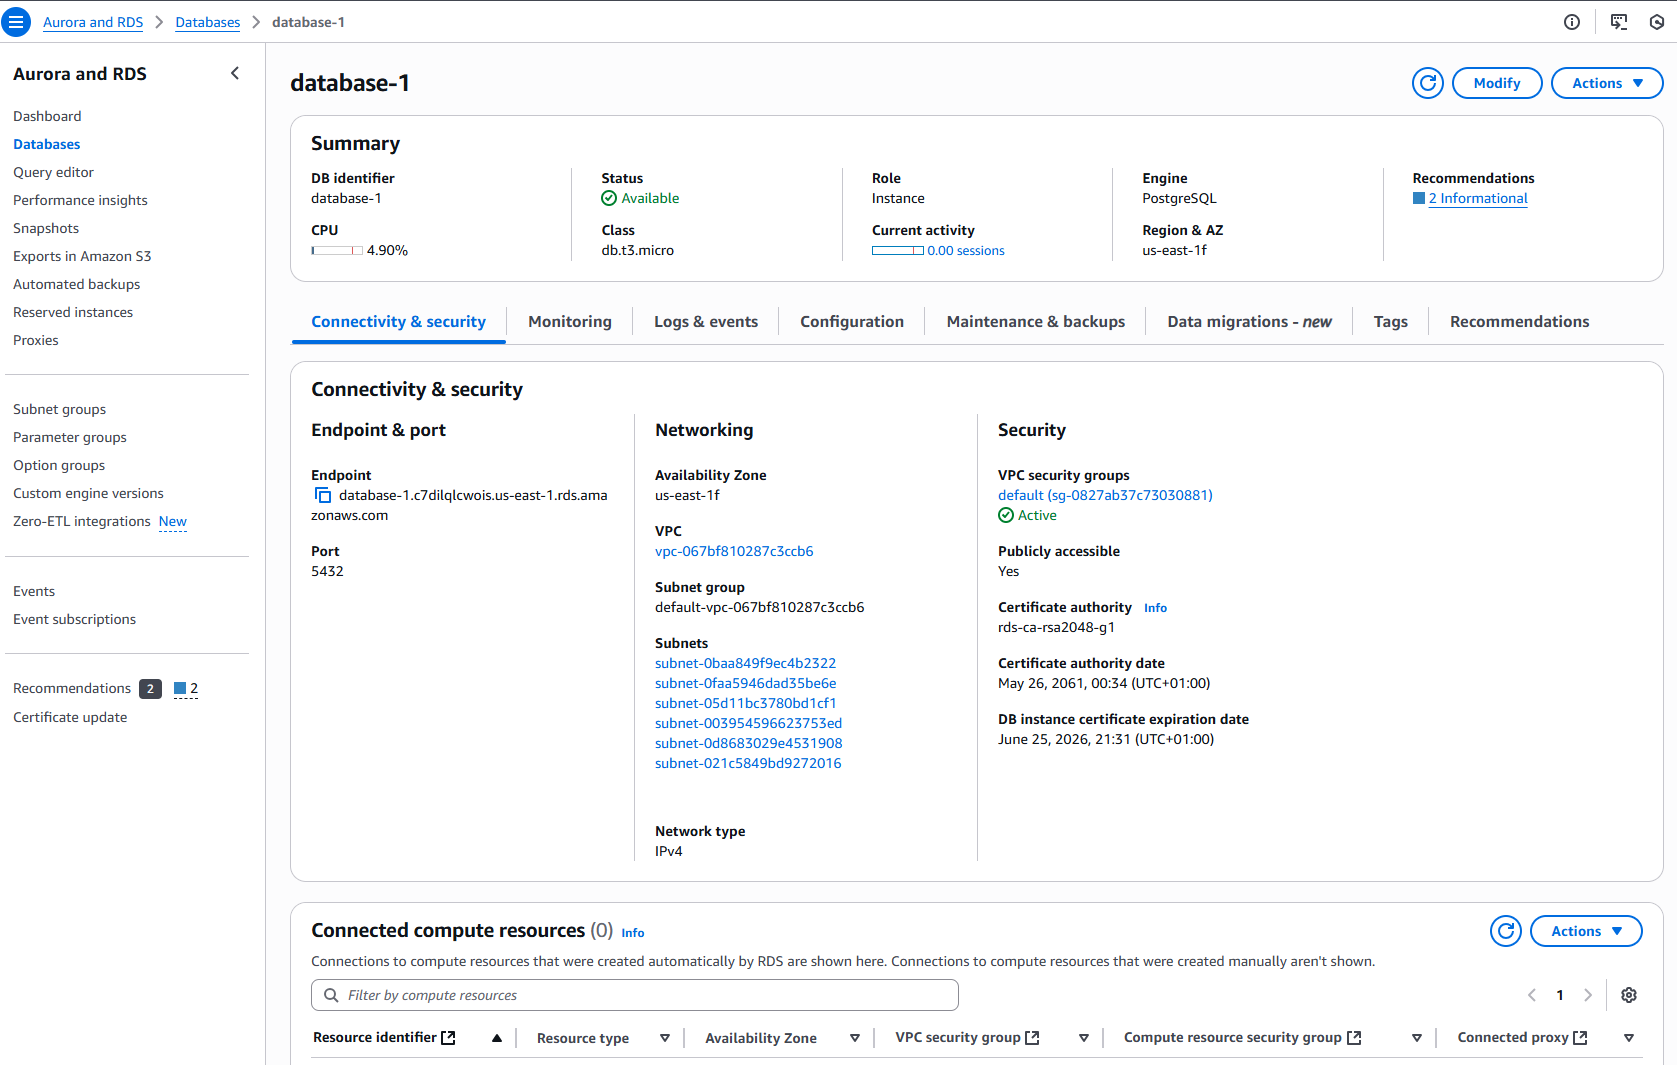 Aurora and RDS > Databases > database-1
Aurora and RDS
Dashboard
Databases
Query editor
Performance insights
Snapshots
Exports in Amazon S3
Automated backups
Reserved instances
Proxies
Subnet groups
Parameter groups
Option groups
Custom engine versions
Zero-ETL integrations New
Events
Event subscriptions
Recommendations 2 2
Certificate update
database-1
Modify
Actions
Summary
DB identifier
database-1
CPU
4.90%
Status
Available
Class
db.t3.micro
Role
Instance
Current activity
0.00 sessions
Engine
PostgreSQL
Region & AZ
us-east-1f
Recommendations
2 Informational
Connectivity & security
Monitoring
Logs & events
Configuration
Maintenance & backups
Data migrations - new
Tags
Recommendations
Connectivity & security
Endpoint & port
Endpoint
database-1.c7dilqlcwois.us-east-1.rds.ama
zonaws.com
Port
5432
Networking
Availability Zone
us-east-1f
VPC
vpc-067bf810287c3ccb6
Subnet group
default-vpc-067bf810287c3ccb6
Subnets
subnet-0baa849f9ec4b2322
subnet-0faa5946dad35be6e
subnet-05d11bc3780bd1cf1
subnet-003954596623753ed
subnet-0d8683029e4531908
subnet-021c5849bd9272016
Network type
IPv4
Security
VPC security groups
default (sg-0827ab37c73030881)
Active
Publicly accessible
Yes
Certificate authority Info
rds-ca-rsa2048-g1
Certificate authority date
May 26, 2061, 00:34 (UTC+01:00)
DB instance certificate expiration date
June 25, 2026, 21:31 (UTC+01:00)
Connected compute resources (0) Info
Actions
Connections to compute resources that were created automatically by RDS are shown here. Connections to compute resources that were created manually aren't shown.
Filter by compute resources
1
Resource identifier
Resource type
Availability Zone
VPC security group
Compute resource security group
Connected proxy